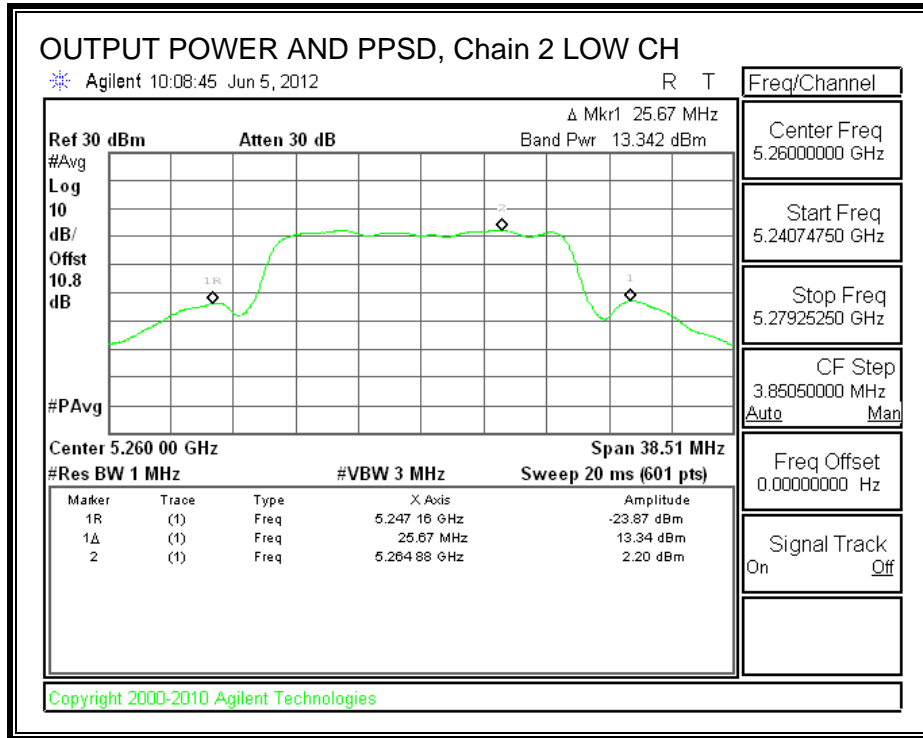 OUTPUT POWER AND PPSD, Chain 2 LOW CH
Agilent 10:08:45 Jun 5, 2012 R T
Freq/Channel
Δ Mkr1 25.67 MHz
Ref 30 dBm Atten 30 dB Band Pwr 13.342 dBm
#Avg
Log
10
dB/
Offst
10.8
dB
#PAvg
2
1R
1
Center 5.260 00 GHz Span 38.51 MHz
#Res BW 1 MHz #VBW 3 MHz Sweep 20 ms (601 pts)
Marker Trace Type X Axis Amplitude
1R (1) Freq 5.247 16 GHz -23.87 dBm
1Δ (1) Freq 25.67 MHz 13.34 dBm
2 (1) Freq 5.264 88 GHz 2.20 dBm
Center Freq
5.26000000 GHz
Start Freq
5.24074750 GHz
Stop Freq
5.27925250 GHz
CF Step
3.85050000 MHz
Auto Man
Freq Offset
0.00000000 Hz
Signal Track
On Off
Copyright 2000-2010 Agilent Technologies